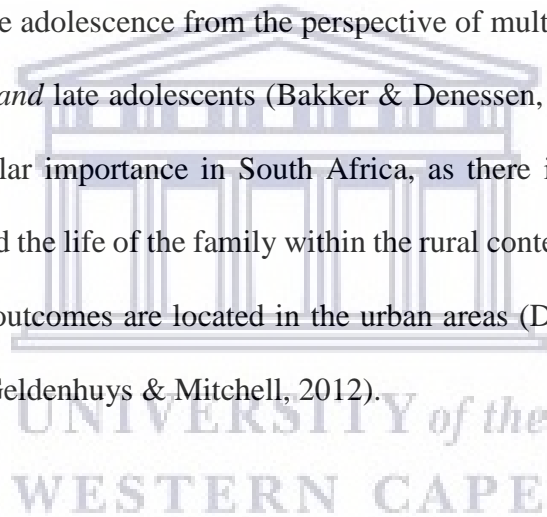 e adolescence from the perspective of mult
and late adolescents (Bakker & Denessen,
lar importance in South Africa, as there i
d the life of the family within the rural conte
outcomes are located in the urban areas (D
Geldenhuys & Mitchell, 2012).
UNIVERSITY of the
WESTERN CAPE